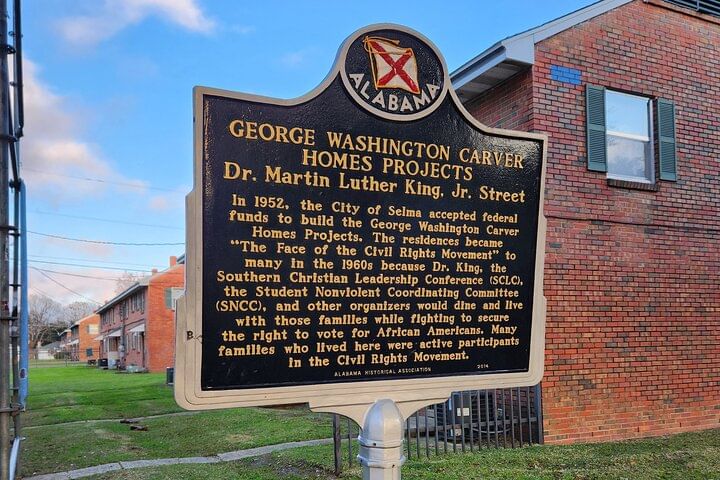 ALABAMA
GEORGE WASHINGTON CARVER
HOMES PROJECTS
Dr. Martin Luther King, Jr. Street
In 1952, the City of Selma accepted federal
funds to build the George Washington Carver
Homes Projects. The residences became
"The Face of the Civil Rights Movement" to
many in the 1960s because Dr. King, the
Southern Christian Leadership Conference (SCLC),
the Student Nonviolent Coordinating Committee
(SNCC), and other organizers would dine and live
with those families while fighting to secure
the right to vote for African Americans. Many
families who lived here were active participants
in the Civil Rights Movement.
ALABAMA HISTORICAL ASSOCIATION 2014